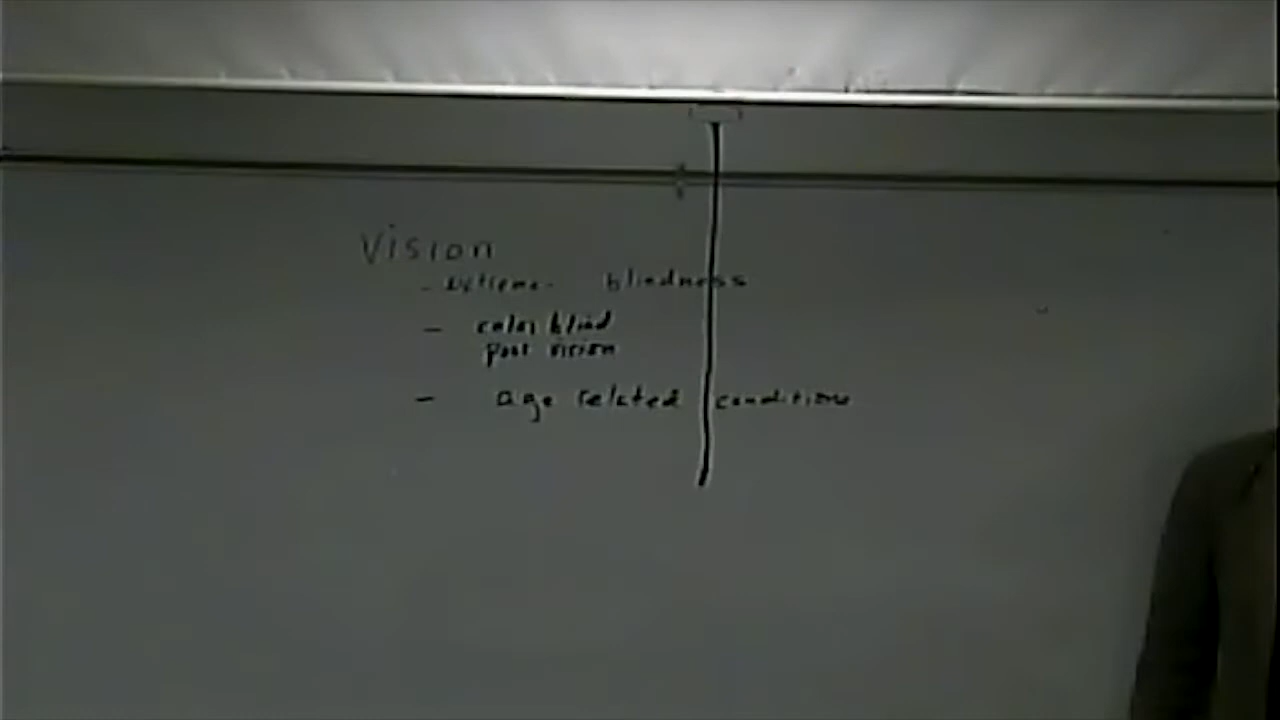 Vision
- extreme - blindness
- color blind
poor vision
- age related conditions